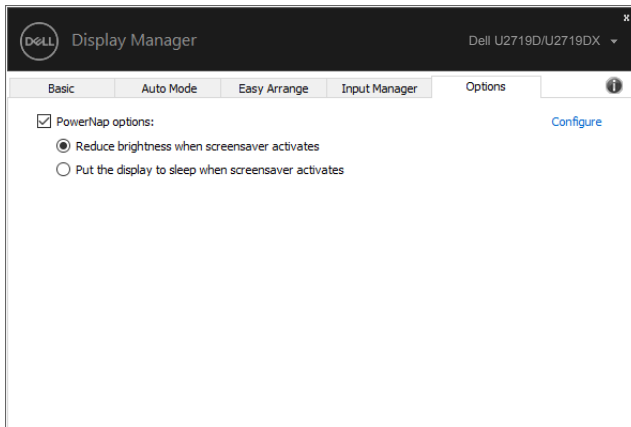 x
DELL Display Manager Dell U2719D/U2719DX
Basic Auto Mode Easy Arrange Input Manager Options i
PowerNap options: Configure
Reduce brightness when screensaver activates
Put the display to sleep when screensaver activates